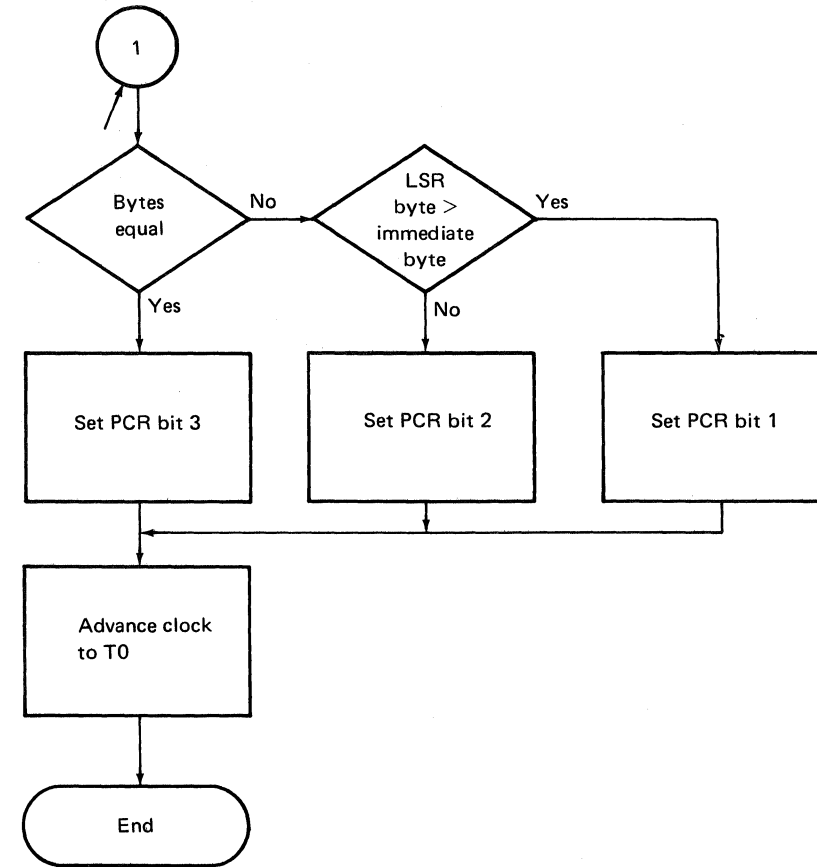 1
Bytes
equal
No
LSR
byte >
immediate
byte
Yes
Yes
No
Set PCR bit 3
Set PCR bit 2
Set PCR bit 1
Advance clock
to T0
End